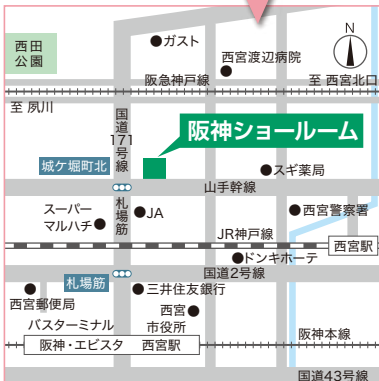 N
西田
公園
ガスト
西宮渡辺病院
阪急神戸線
至 西宮北口
至 夙川
国道171号線
阪神ショールーム
城ケ堀町北
スギ薬局
山手幹線
スーパー
マルハチ
札場筋
JA
西宮警察署
JR神戸線
西宮駅
ドンキホーテ
札場筋
国道2号線
西宮郵便局
三井住友銀行
西宮
市役所
バスターミナル
阪神本線
阪神・エビスタ 西宮駅
国道43号線